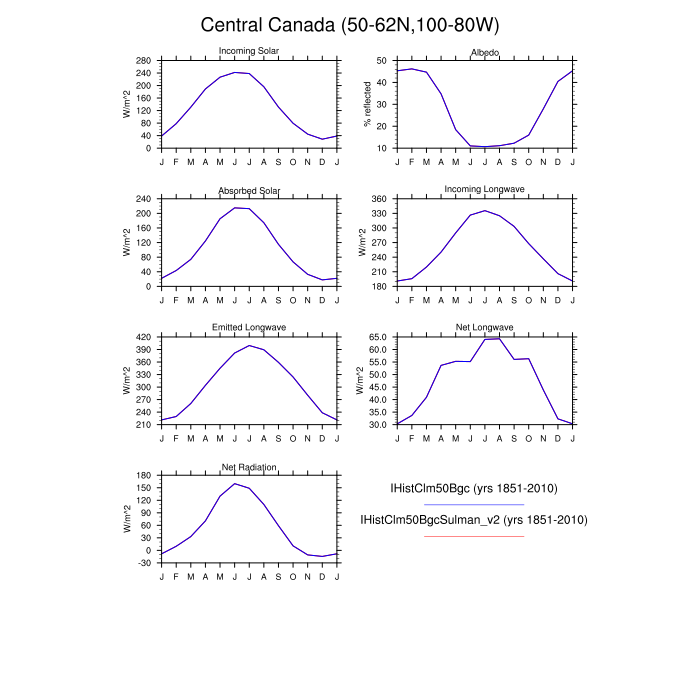 Central Canada (50-62N,100-80W)
Incoming Solar
W/m^2
280
240
200
160
120
80
40
0
J F M A M J J A S O N D J
Albedo
% reflected
50
40
30
20
10
J F M A M J J A S O N D J
Absorbed Solar
W/m^2
240
200
160
120
80
40
0
J F M A M J J A S O N D J
Incoming Longwave
W/m^2
360
330
300
270
240
210
180
J F M A M J J A S O N D J
Emitted Longwave
W/m^2
420
390
360
330
300
270
240
210
J F M A M J J A S O N D J
Net Longwave
W/m^2
65.0
60.0
55.0
50.0
45.0
40.0
35.0
30.0
J F M A M J J A S O N D J
Net Radiation
W/m^2
180
150
120
90
60
30
0
-30
J F M A M J J A S O N D J
IHistClm50Bgc (yrs 1851-2010)
IHistClm50BgcSulman_v2 (yrs 1851-2010)